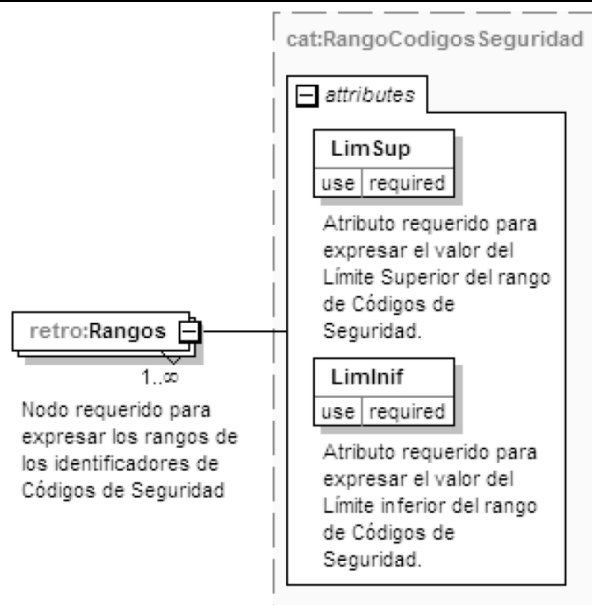 cat:RangoCodigosSeguridad
attributes
LimSup
use required
Atributo requerido para
expresar el valor del
Límite Superior del rango
de Códigos de
Seguridad.
retro:Rangos
1..∞
Nodo requerido para
expresar los rangos de
los identificadores de
Códigos de Seguridad
LimInif
use required
Atributo requerido para
expresar el valor del
Límite inferior del rango
de Códigos de
Seguridad.